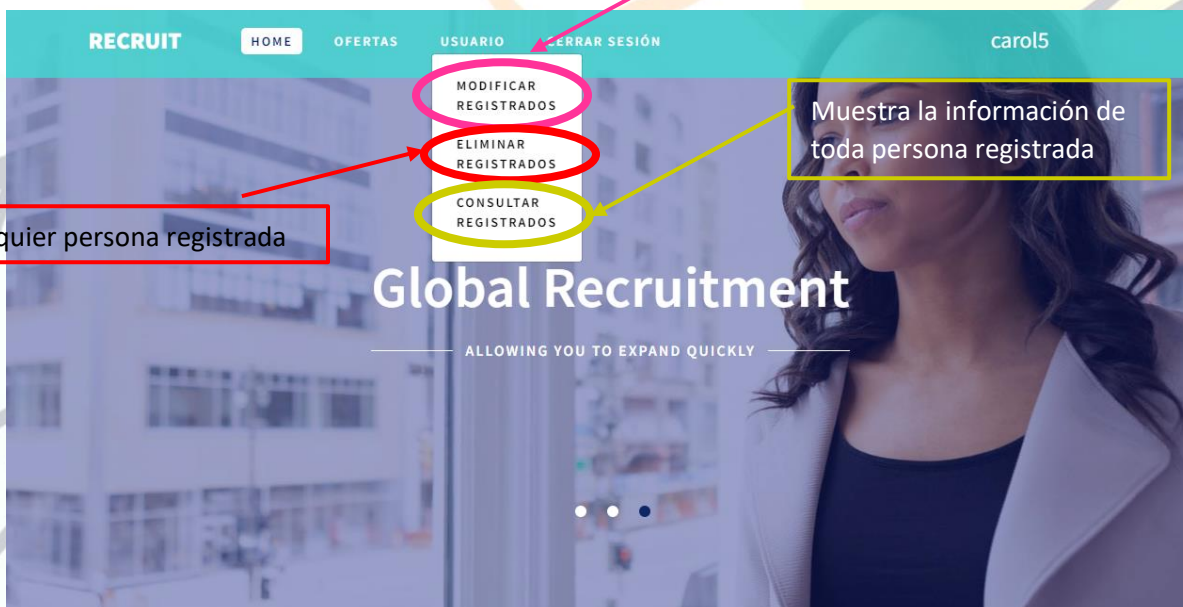 RECRUIT HOME OFERTAS USUARIO CERRAR SESIÓN carol5
MODIFICAR
REGISTRADOS
ELIMINAR
REGISTRADOS
CONSULTAR
REGISTRADOS
Muestra la información de
toda persona registrada
quier persona registrada
Global Recruitment
ALLOWING YOU TO EXPAND QUICKLY